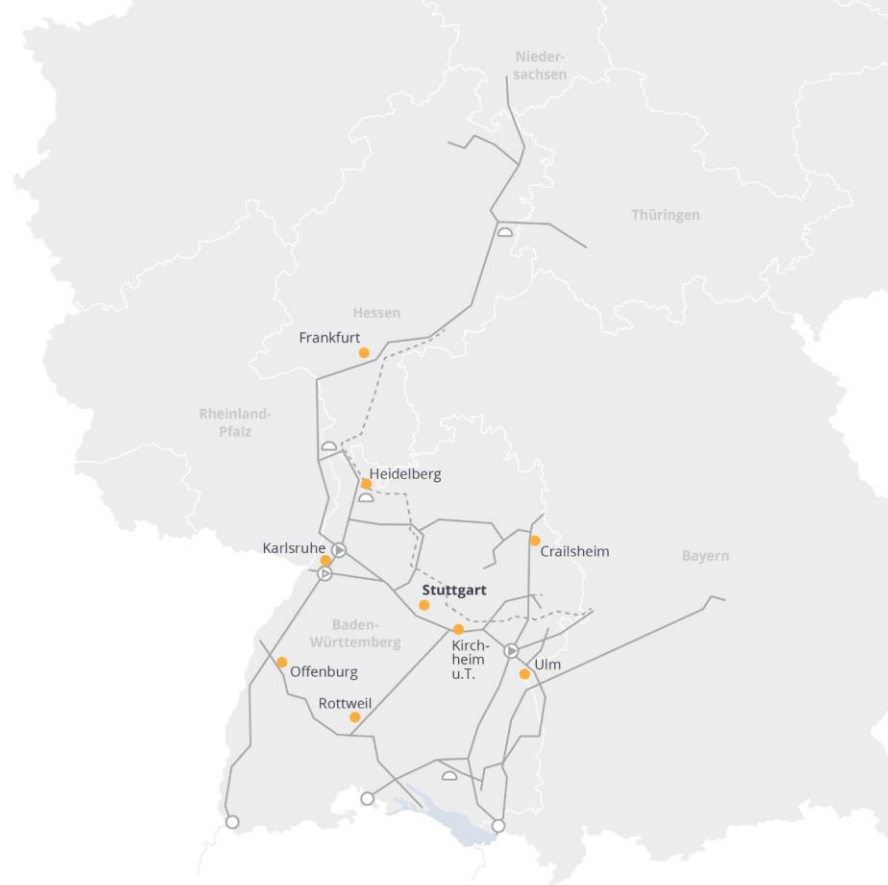 Nieder-
sachsen
Thüringen
Hessen
Frankfurt
Rheinland-
Pfalz
Heidelberg
Karlsruhe
Crailsheim
Bayern
Stuttgart
Baden-
Württemberg
Kirch-
heim
u.T.
Ulm
Offenburg
Rottweil